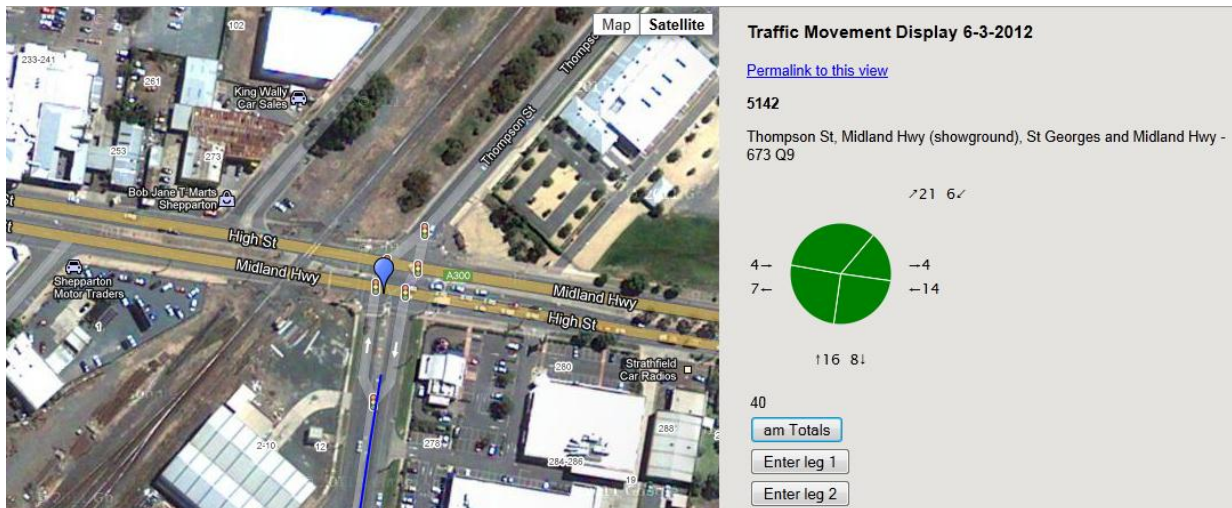 Map
Satellite
102
233-241
261
King Wally
Car Sales
Thompson St
Thompson St
253
273
Bob Jane T-Marts
Shepparton
High St
Midland Hwy
A300
Midland Hwy
High St
Shepparton
Motor Traders
1
Strathfield
Car Radios
280
288
278
284-286
2-10
12
19
Traffic Movement Display 6-3-2012
Permalink to this view
5142
Thompson St, Midland Hwy (showground), St Georges and Midland Hwy -
673 Q9
↗21 6↙
4→
→4
7←
←14
↑16 8↓
40
am Totals
Enter leg 1
Enter leg 2